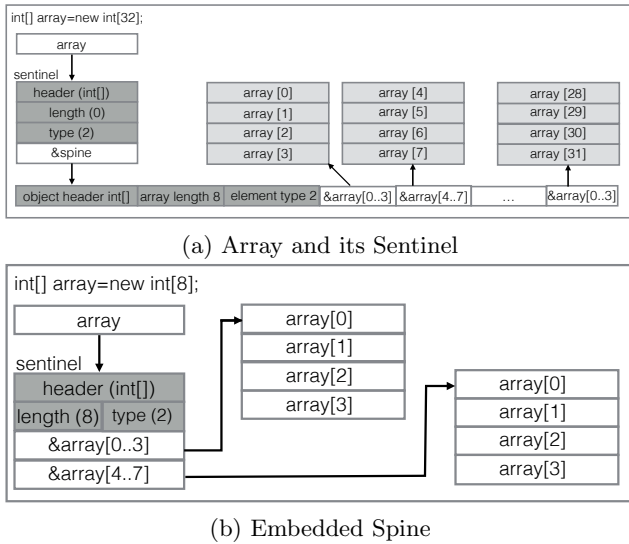 int[] array=new int[32];
array
sentinel
header (int[])
length (0)
type (2)
&spine
array [0]
array [1]
array [2]
array [3]
array [4]
array [5]
array [6]
array [7]
array [28]
array [29]
array [30]
array [31]
object header int[] array length 8 element type 2 &array[0..3] &array[4..7] ... &array[0..3]
(a) Array and its Sentinel
int[] array=new int[8];
array
sentinel
header (int[])
length (8) type (2)
&array[0..3]
&array[4..7]
array[0]
array[1]
array[2]
array[3]
array[0]
array[1]
array[2]
array[3]
(b) Embedded Spine